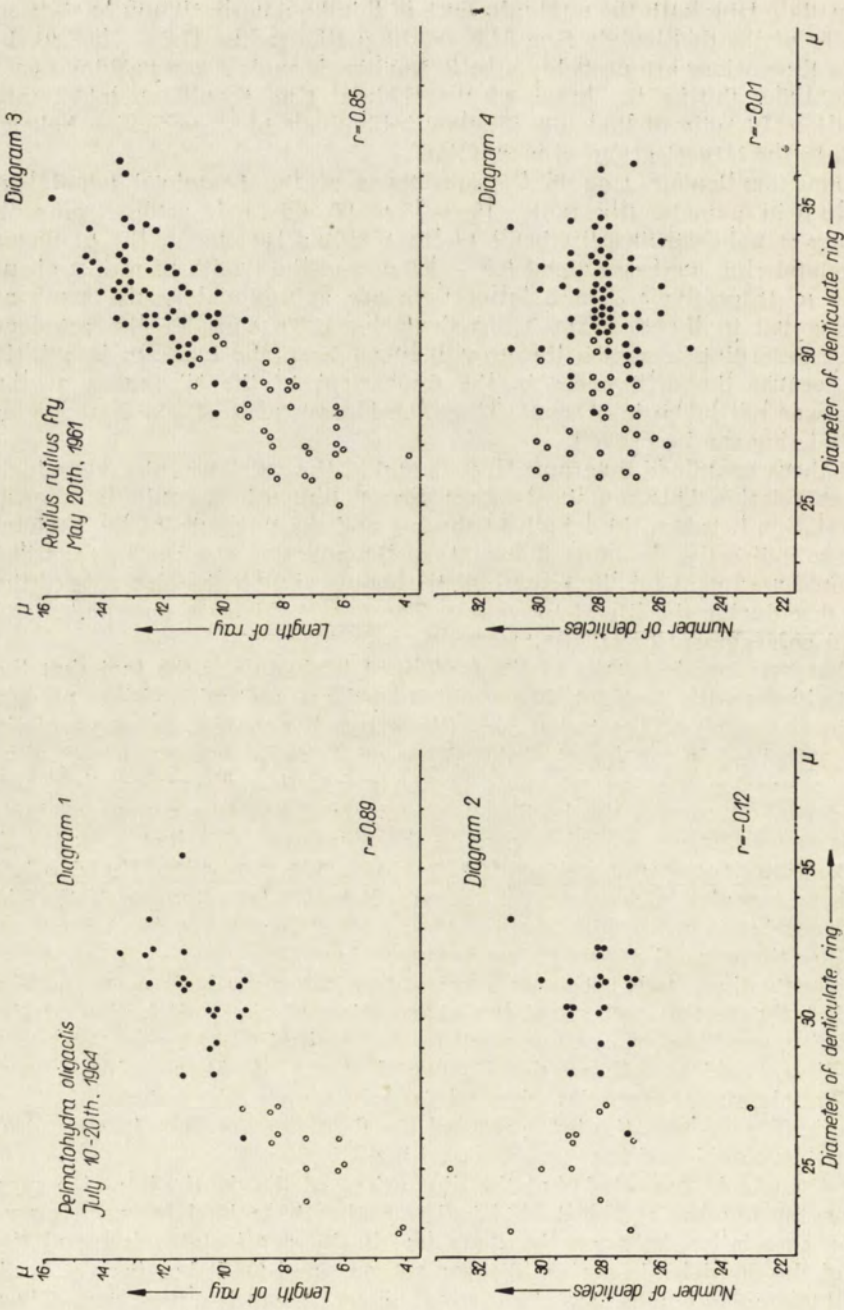 Pelmatohydra oligactis
July 10-20th, 1964
Diagram 1
μ
16
14
12
10
8
6
4
Length of ray
r=0.89
Diagram 2
32
30
28
26
24
22
Number of denticles
r=-0.12
25
30
35
μ
Diameter of denticulate ring
Rutilus rutilus fry
May 20th, 1961
Diagram 3
μ
16
14
12
10
8
6
4
Length of ray
r=0.85
Diagram 4
32
30
28
26
24
22
Number of denticles
r=-0.01
25
30
35
μ
Diameter of denticulate ring